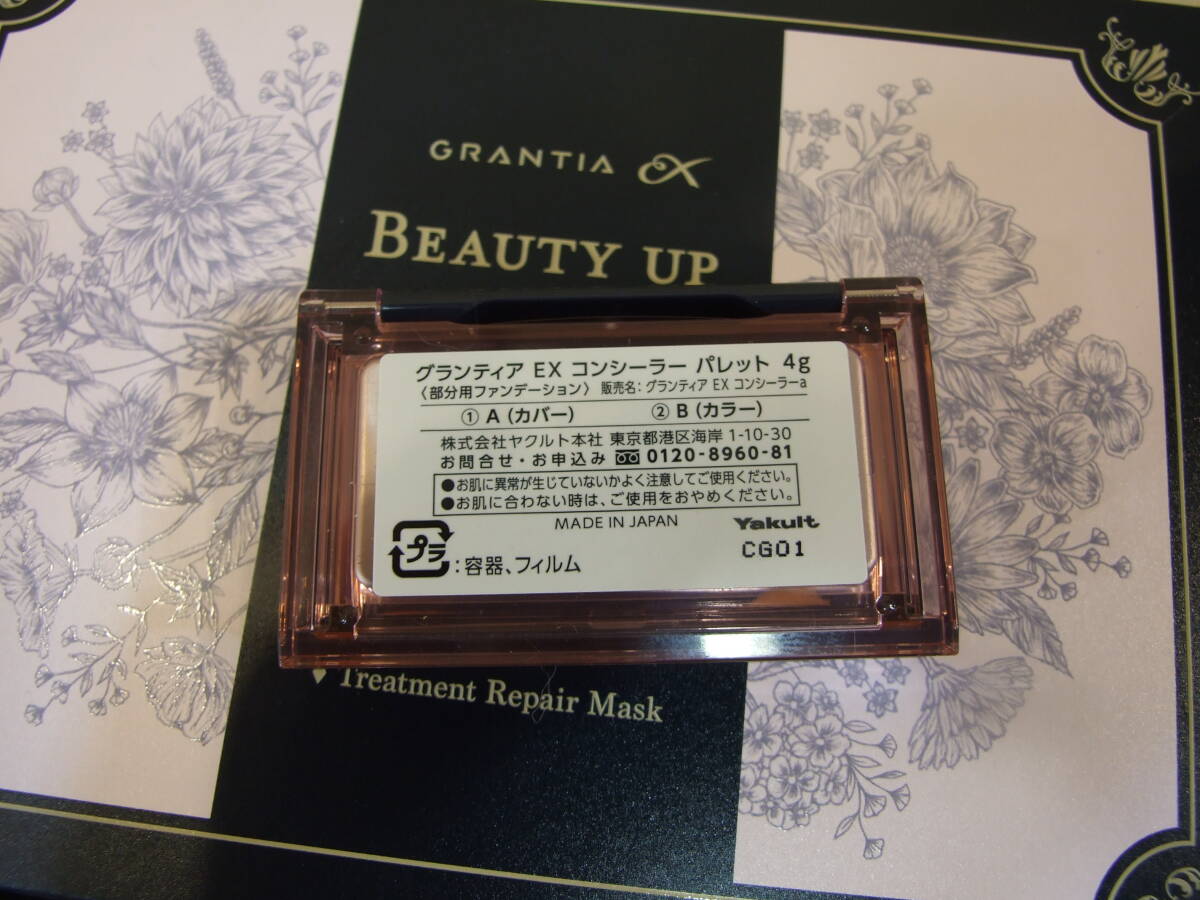 GRANTIA EX
BEAUTY UP
グランティア EX コンシーラー パレット 4g
〈部分用ファンデーション〉 販売名：グランティア EX コンシーラーa
① A（カバー） ② B（カラー）
株式会社ヤクルト本社 東京都港区海岸 1-10-30
お問合せ・お申込み 0120-8960-81
●お肌に異常が生じていないかよく注意してご使用ください。
●お肌に合わない時は、ご使用をおやめください。
MADE IN JAPAN
Yakult
プラ：容器、フィルム
CG01
♦ Treatment Repair Mask